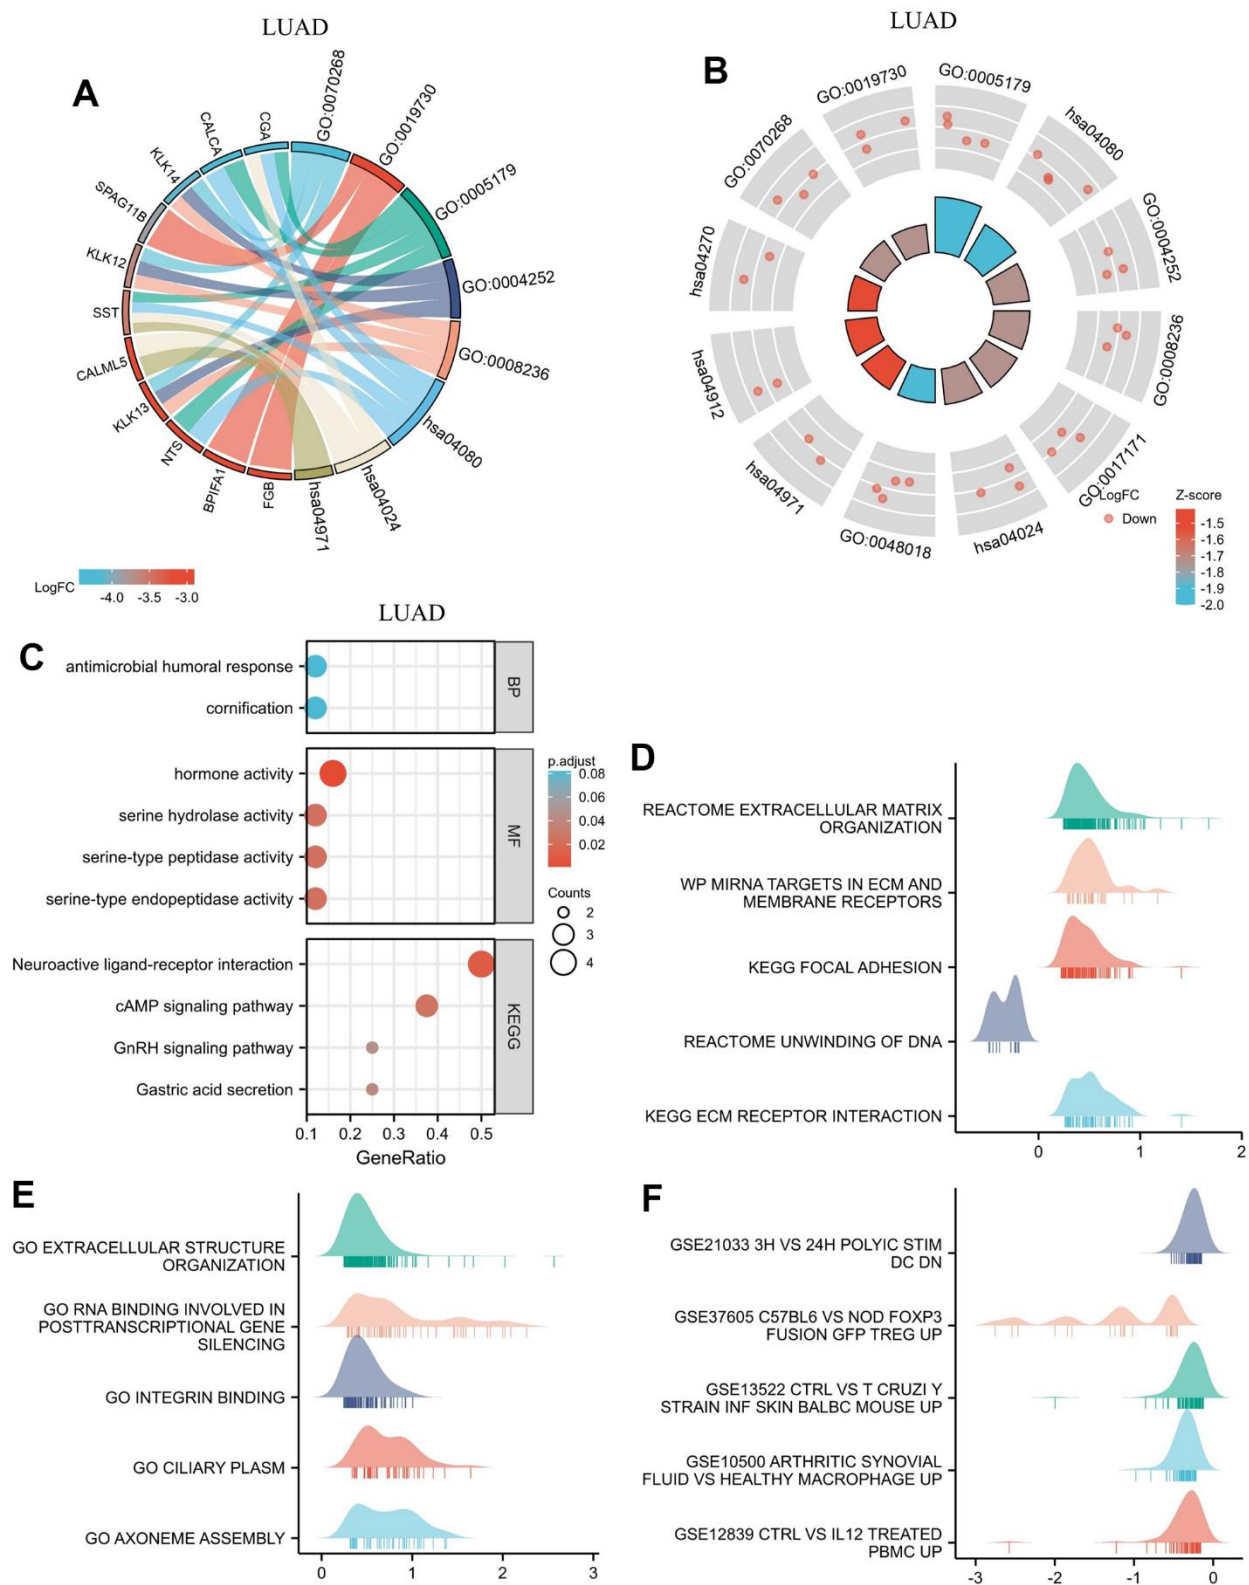 LUAD
A
CGA
CALCA
KLK14
SPAG11B
KLK12
SST
CALML5
KLK13
NTS
BPIFA1
FGB
hsa04971
hsa04024
hsa04080
GO:0008236
GO:0004252
GO:0005179
GO:0019730
GO:0070268
LogFC
-4.0
-3.5
-3.0
LUAD
B
GO:0005179
hsa04080
GO:0004252
GO:0008236
GO:0017171
hsa04024
GO:0048018
hsa04971
hsa04912
hsa04270
GO:0070268
GO:0019730
LogFC
Down
Z-score
-1.5
-1.6
-1.7
-1.8
-1.9
-2.0
LUAD
C
antimicrobial humoral response
cornification
BP
hormone activity
serine hydrolase activity
serine-type peptidase activity
serine-type endopeptidase activity
MF
Neuroactive ligand-receptor interaction
cAMP signaling pathway
GnRH signaling pathway
Gastric acid secretion
KEGG
0.1 0.2 0.3 0.4 0.5
GeneRatio
p.adjust
0.08
0.06
0.04
0.02
Counts
2
3
4
D
REACTOME EXTRACELLULAR MATRIX
ORGANIZATION
WP MIRNA TARGETS IN ECM AND
MEMBRANE RECEPTORS
KEGG FOCAL ADHESION
REACTOME UNWINDING OF DNA
KEGG ECM RECEPTOR INTERACTION
0 1 2
E
GO EXTRACELLULAR STRUCTURE
ORGANIZATION
GO RNA BINDING INVOLVED IN
POSTTRANSCRIPTIONAL GENE
SILENCING
GO INTEGRIN BINDING
GO CILIARY PLASM
GO AXONEME ASSEMBLY
0 1 2 3
F
GSE21033 3H VS 24H POLYIC STIM
DC DN
GSE37605 C57BL6 VS NOD FOXP3
FUSION GFP TREG UP
GSE13522 CTRL VS T CRUZI Y
STRAIN INF SKIN BALBC MOUSE UP
GSE10500 ARTHRITIC SYNOVIAL
FLUID VS HEALTHY MACROPHAGE UP
GSE12839 CTRL VS IL12 TREATED
PBMC UP
-3 -2 -1 0